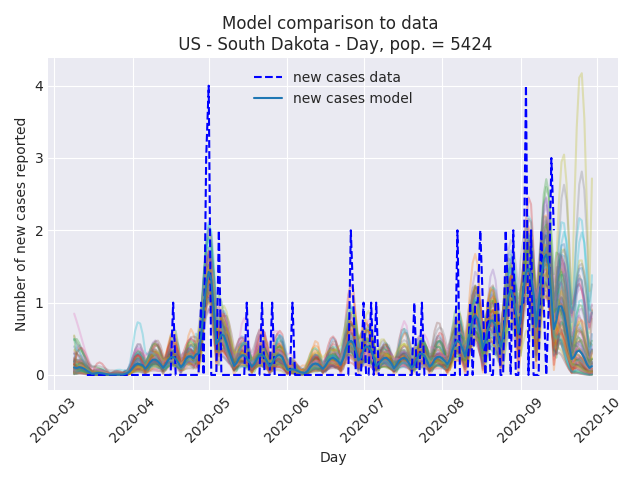 Model comparison to data
US - South Dakota - Day, pop. = 5424
new cases data
new cases model
Number of new cases reported
4
3
2
1
0
2020-03
2020-04
2020-05
2020-06
2020-07
2020-08
2020-09
2020-10
Day